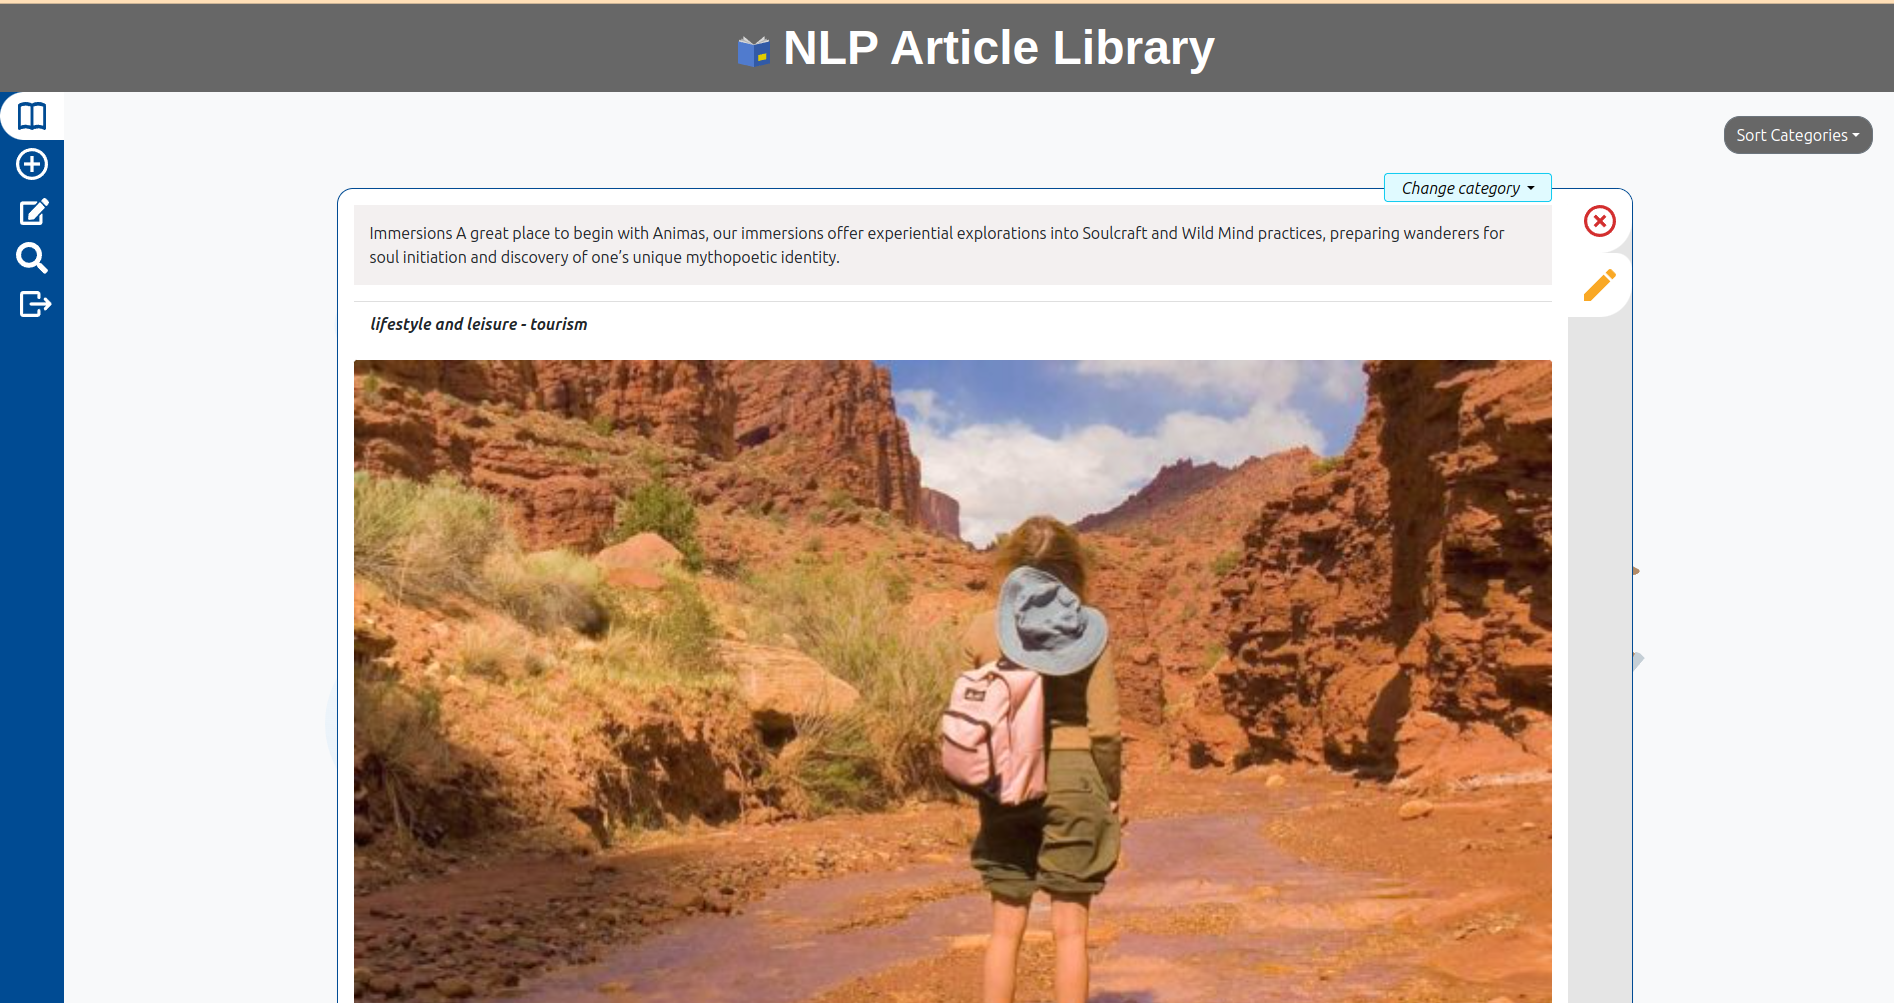 NLP Article Library
Sort Categories
Change category
Immersions A great place to begin with Animas, our immersions offer experiential explorations into Soulcraft and Wild Mind practices, preparing wanderers for
soul initiation and discovery of one’s unique mythopoetic identity.
lifestyle and leisure - tourism